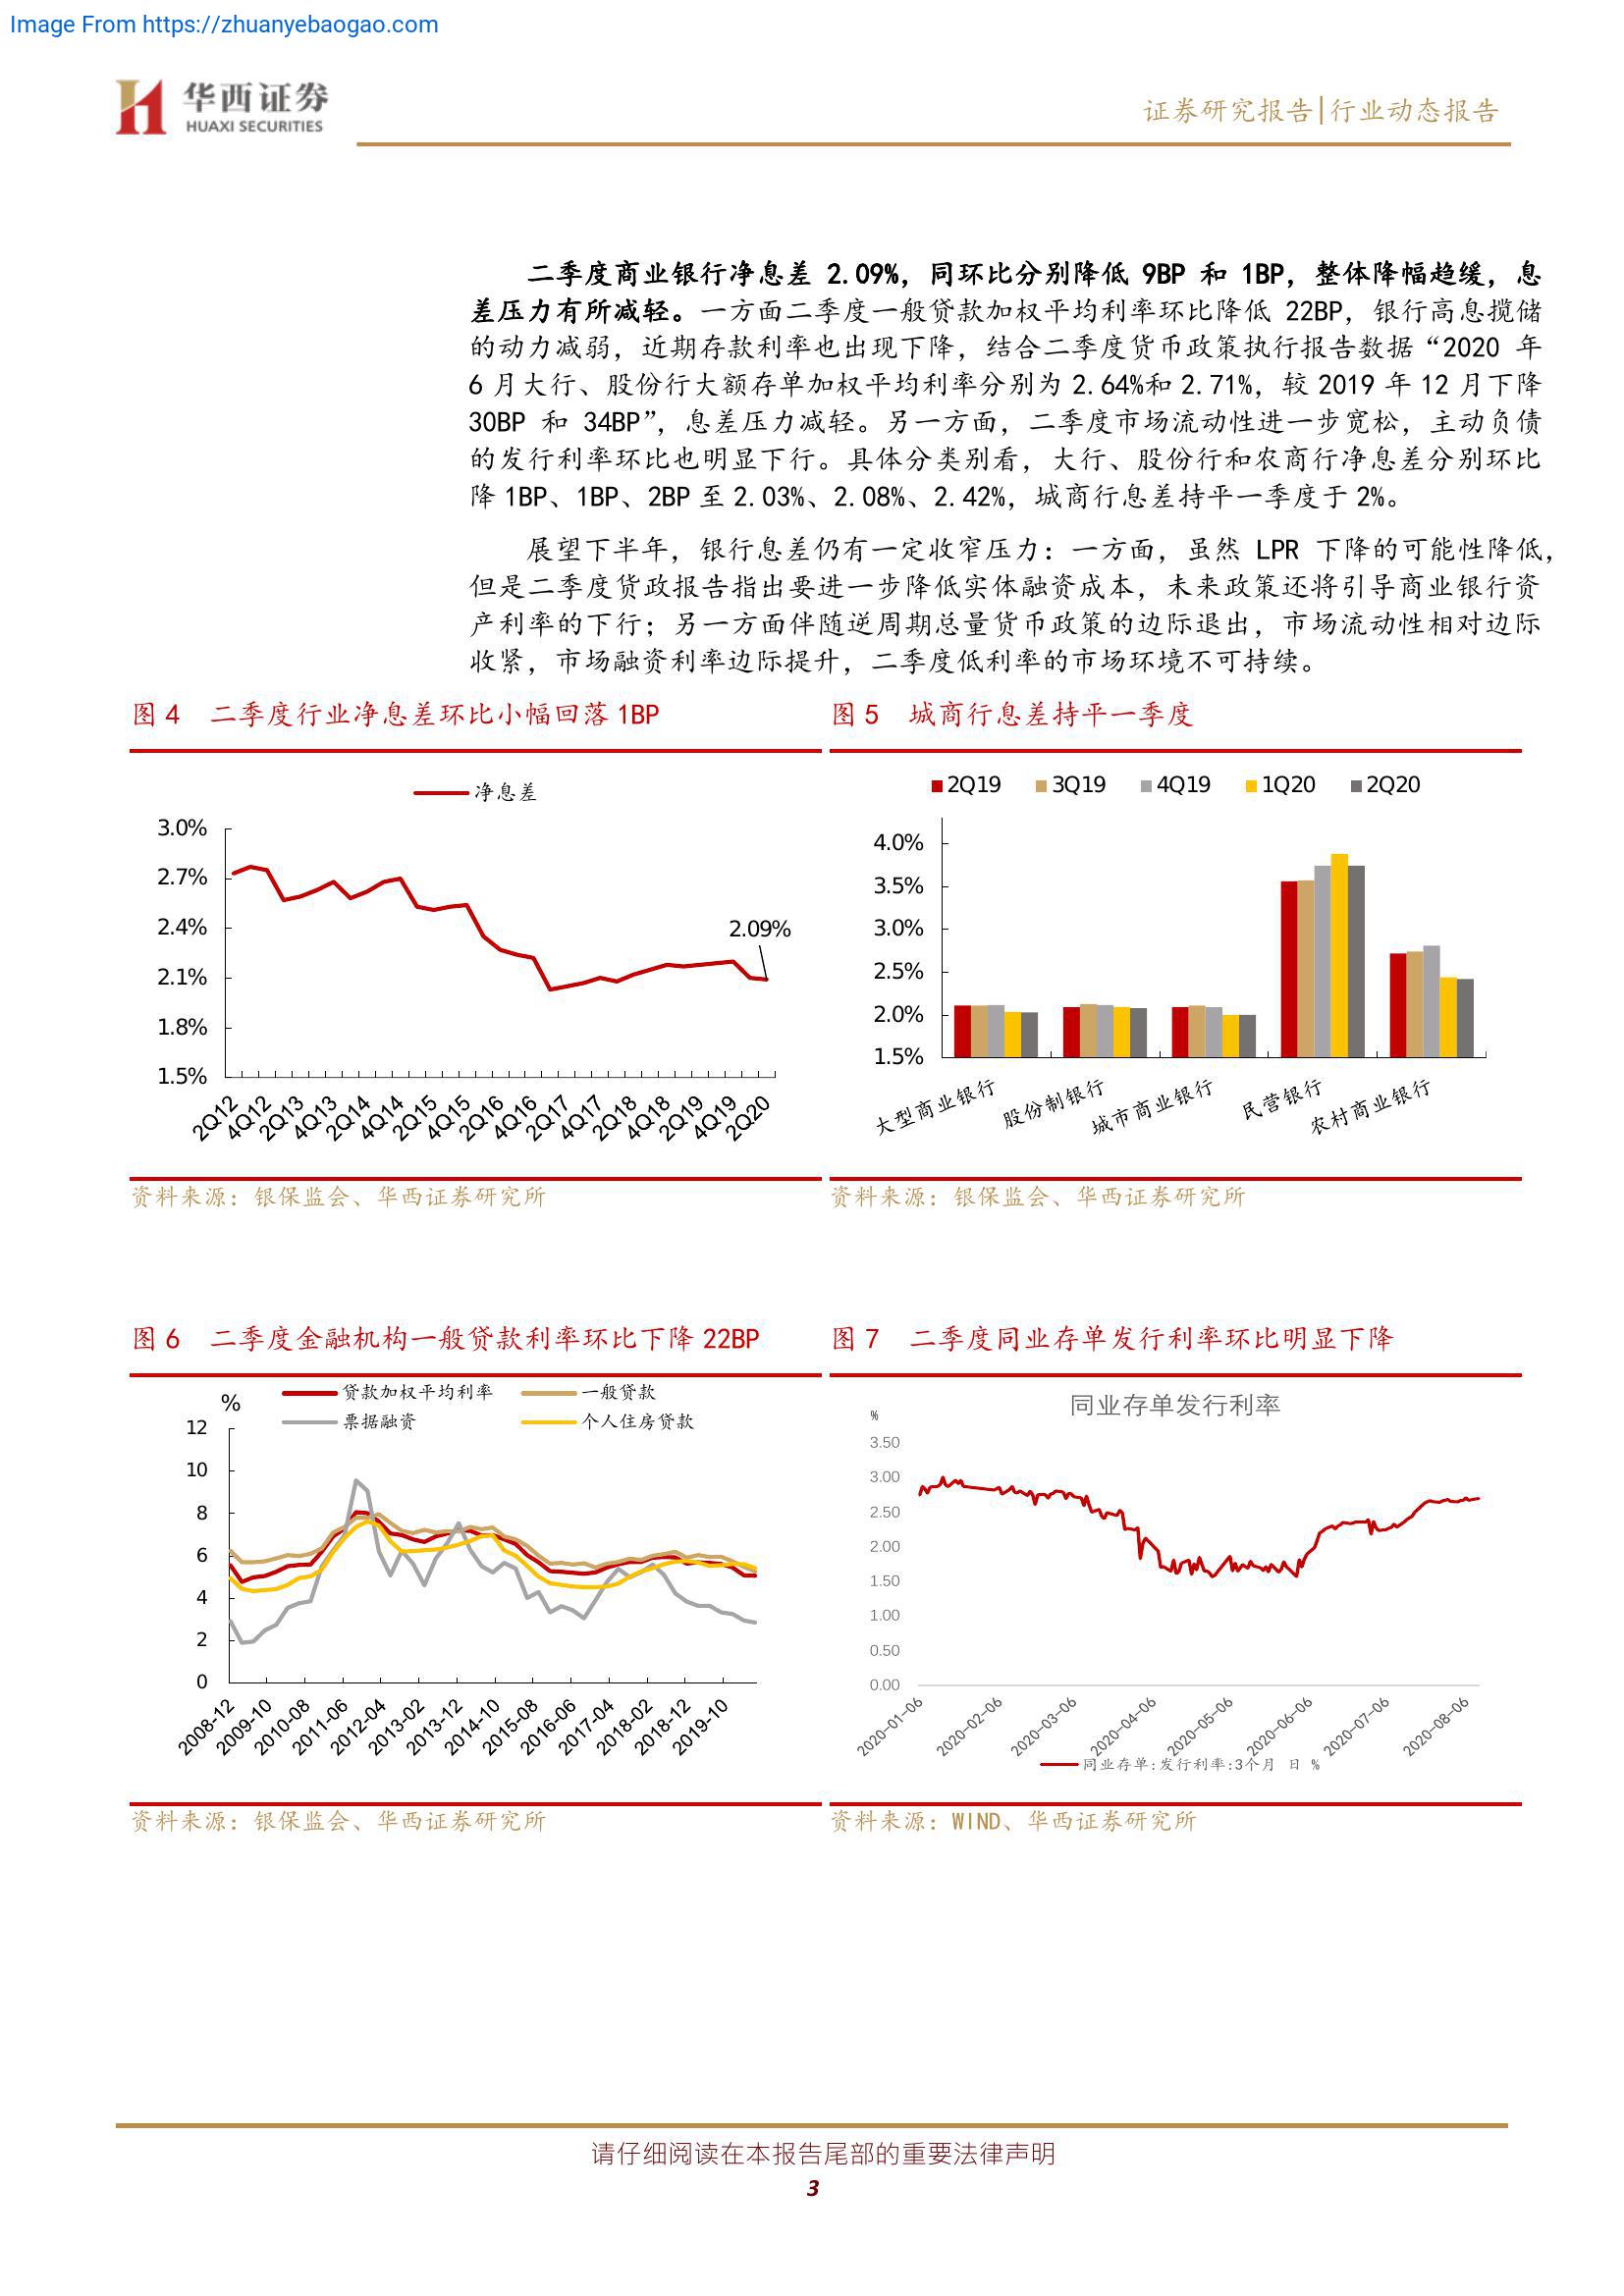 Image From https://zhuanyebaogao.com
华西证券
HUAXI SECURITIES
证券研究报告|行业动态报告
二季度商业银行净息差 2.09%，同环比分别降低 9BP 和 1BP，整体降幅趋缓，息
差压力有所减轻。一方面二季度一般贷款加权平均利率环比降低 22BP，银行高息揽储
的动力减弱，近期存款利率也出现下降，结合二季度货币政策执行报告数据“2020 年
6 月大行、股份行大额存单加权平均利率分别为 2.64%和 2.71%，较 2019 年 12 月下降
30BP 和 34BP”，息差压力减轻。另一方面，二季度市场流动性进一步宽松，主动负债
的发行利率环比也明显下行。具体分类别看，大行、股份行和农商行净息差分别环比
降 1BP、1BP、2BP 至 2.03%、2.08%、2.42%，城商行息差持平一季度于 2%。
展望下半年，银行息差仍有一定收窄压力：一方面，虽然 LPR 下降的可能性降低，
但是二季度货政报告指出要进一步降低实体融资成本，未来政策还将引导商业银行资
产利率的下行；另一方面伴随逆周期总量货币政策的边际退出，市场流动性相对边际
收紧，市场融资利率边际提升，二季度低利率的市场环境不可持续。
图 4 二季度行业净息差环比小幅回落 1BP
净息差
3.0%
2.7%
2.4%
2.1%
1.8%
1.5%
2.09%
2Q12 4Q12 2Q13 4Q13 2Q14 4Q14 2Q15 4Q15 2Q16 4Q16 2Q17 4Q17 2Q18 4Q18 2Q19 4Q19 2Q20
资料来源：银保监会、华西证券研究所
图 5 城商行息差持平一季度
2Q19 3Q19 4Q19 1Q20 2Q20
4.0%
3.5%
3.0%
2.5%
2.0%
1.5%
大型商业银行 股份制银行 城市商业银行 民营银行 农村商业银行
资料来源：银保监会、华西证券研究所
图 6 二季度金融机构一般贷款利率环比下降 22BP
%
贷款加权平均利率 一般贷款
票据融资 个人住房贷款
12
10
8
6
4
2
0
2008-12 2009-10 2010-08 2011-06 2012-04 2013-02 2013-12 2014-10 2015-08 2016-06 2017-04 2018-02 2018-12 2019-10
资料来源：银保监会、华西证券研究所
图 7 二季度同业存单发行利率环比明显下降
同业存单发行利率
%
3.50
3.00
2.50
2.00
1.50
1.00
0.50
0.00
2020-01-06 2020-02-06 2020-03-06 2020-04-06 2020-05-06 2020-06-06 2020-07-06 2020-08-06
同业存单:发行利率:3个月 日 %
资料来源：WIND、华西证券研究所
请仔细阅读在本报告尾部的重要法律声明
3